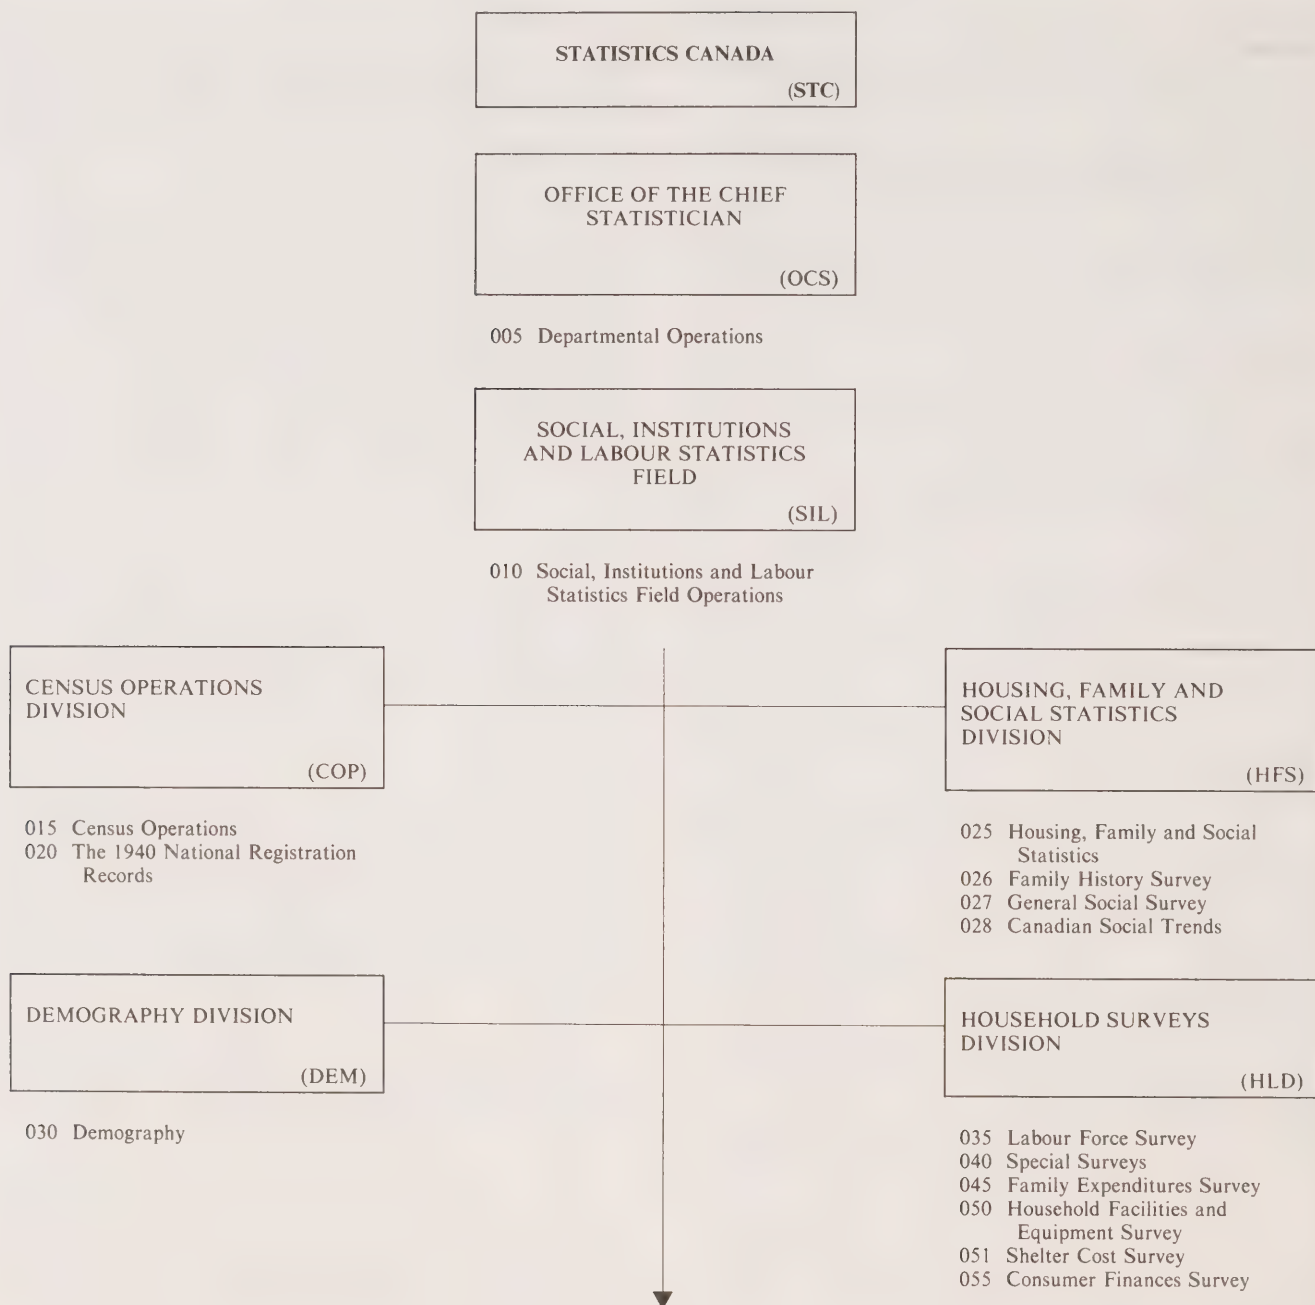 STATISTICS CANADA
(STC)
OFFICE OF THE CHIEF
STATISTICIAN
(OCS)
005 Departmental Operations
SOCIAL, INSTITUTIONS
AND LABOUR STATISTICS
FIELD
(SIL)
010 Social, Institutions and Labour
Statistics Field Operations
CENSUS OPERATIONS
DIVISION
(COP)
015 Census Operations
020 The 1940 National Registration
Records
HOUSING, FAMILY AND
SOCIAL STATISTICS
DIVISION
(HFS)
025 Housing, Family and Social
Statistics
026 Family History Survey
027 General Social Survey
028 Canadian Social Trends
DEMOGRAPHY DIVISION
(DEM)
030 Demography
HOUSEHOLD SURVEYS
DIVISION
(HLD)
035 Labour Force Survey
040 Special Surveys
045 Family Expenditures Survey
050 Household Facilities and
Equipment Survey
051 Shelter Cost Survey
055 Consumer Finances Survey